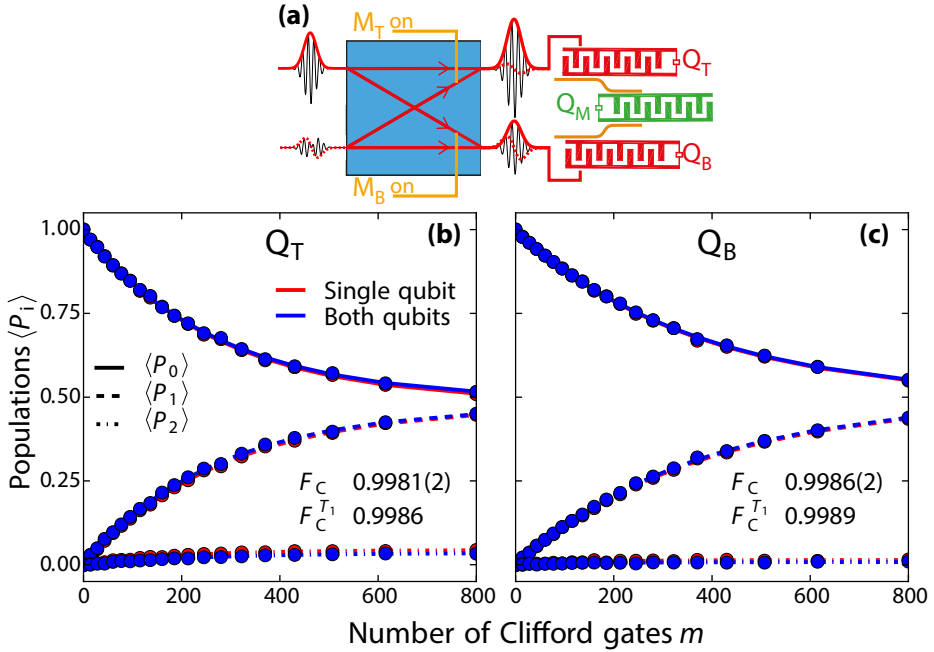 (a)
M_T on
M_B on
Q_T
Q_M
Q_B
Populations ⟨P_i⟩
1.00
0.75
0.50
0.25
0.00
Q_T
(b)
Single qubit
Both qubits
⟨P_0⟩
⟨P_1⟩
⟨P_2⟩
F_C 0.9981(2)
F_C^{T_1} 0.9986
0 200 400 600 800
Q_B
(c)
F_C 0.9986(2)
F_C^{T_1} 0.9989
0 200 400 600 800
Number of Clifford gates m